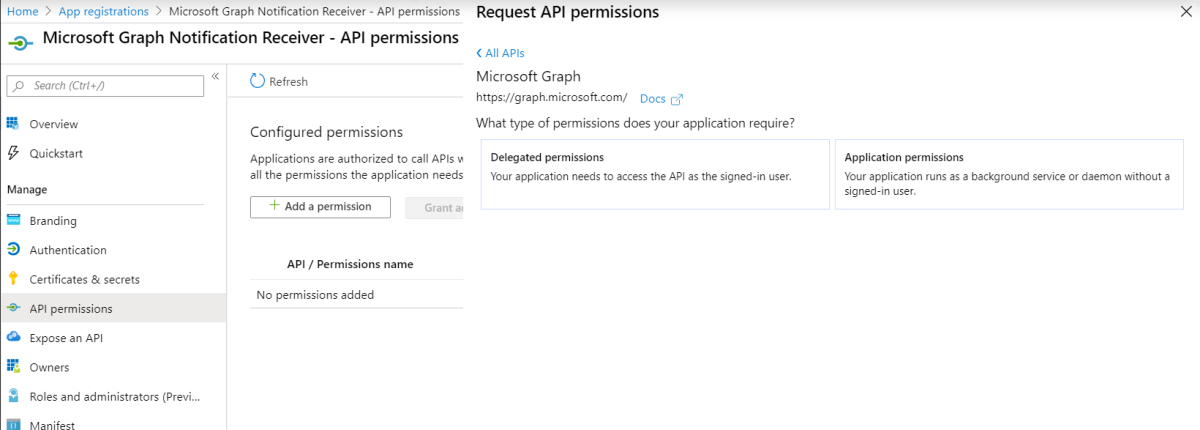 Home > App registrations > Microsoft Graph Notification Receiver - API permissions
Microsoft Graph Notification Receiver - API permissions
Search (Ctrl+/)
Overview
Quickstart
Manage
Branding
Authentication
Certificates & secrets
API permissions
Expose an API
Owners
Roles and administrators (Previ...
Manifest
Refresh
Configured permissions
Applications are authorized to call APIs w
all the permissions the application needs
+ Add a permission
Grant a
API / Permissions name
No permissions added
Request API permissions
< All APIs
Microsoft Graph
https://graph.microsoft.com/ Docs
What type of permissions does your application require?
Delegated permissions
Your application needs to access the API as the signed-in user.
Application permissions
Your application runs as a background service or daemon without a
signed-in user.